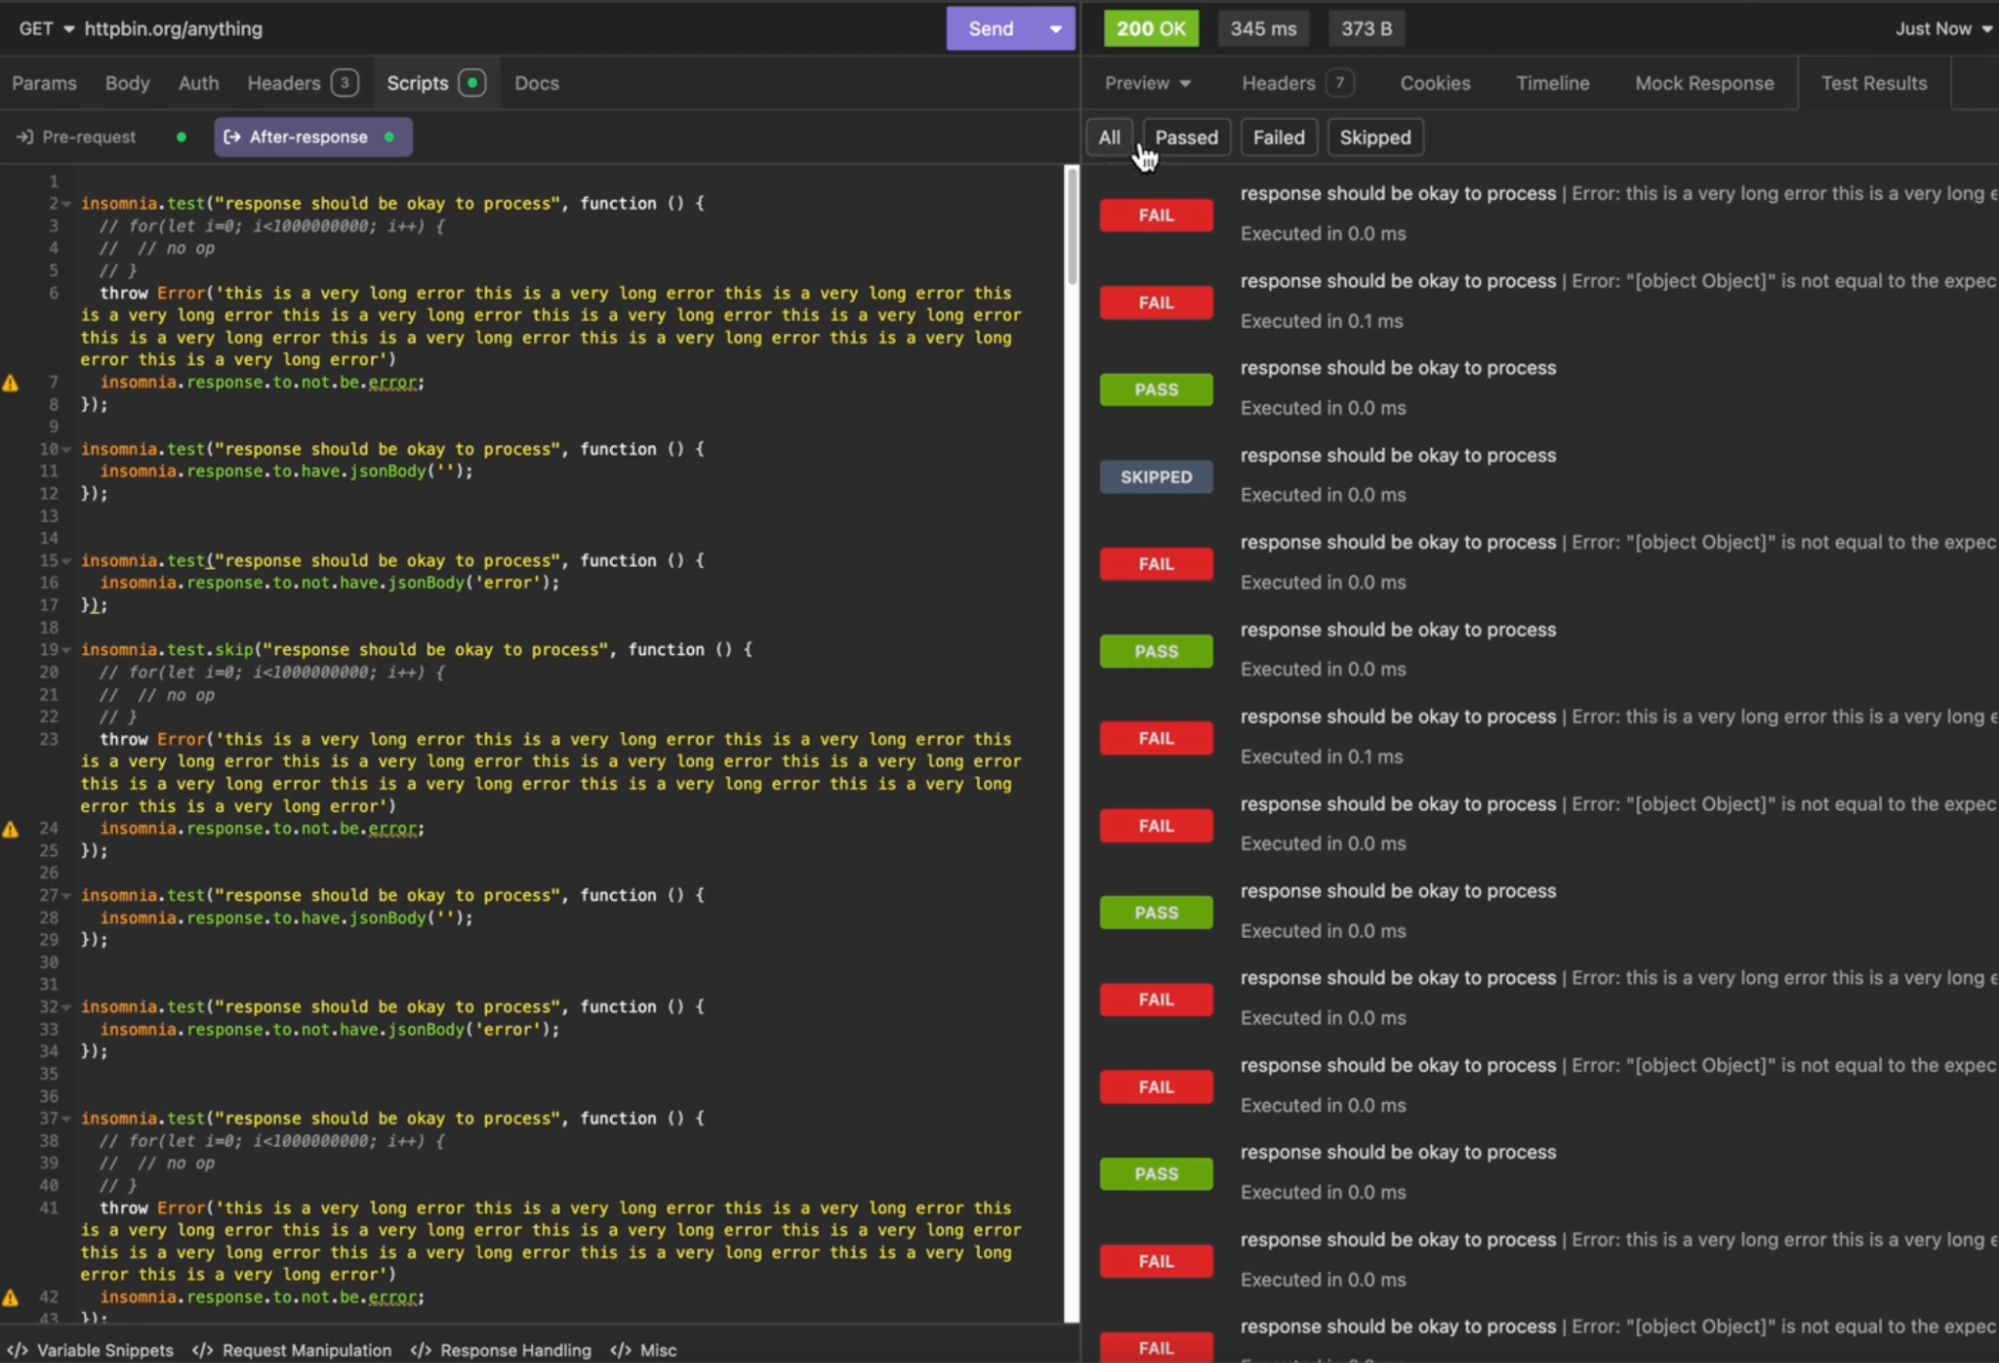 GET httpbin.org/anything Send
Params Body Auth Headers 3 Scripts Docs
Pre-request After-response
1
2 insomnia.test("response should be okay to process", function () {
3 // for(let i=0; i<1000000000; i++) {
4 //  // no op
5 // }
6 throw Error('this is a very long error this is a very long error this is a very long error this
is a very long error this is a very long error this is a very long error this is a very long error
this is a very long error this is a very long error this is a very long error this is a very long
error this is a very long error')
7 insomnia.response.to.not.be.error;
8 });
9
10 insomnia.test("response should be okay to process", function () {
11 insomnia.response.to.have.jsonBody('');
12 });
13
14
15 insomnia.test("response should be okay to process", function () {
16 insomnia.response.to.not.have.jsonBody('error');
17 });
18
19 insomnia.test.skip("response should be okay to process", function () {
20 // for(let i=0; i<1000000000; i++) {
21 //  // no op
22 // }
23 throw Error('this is a very long error this is a very long error this is a very long error this
is a very long error this is a very long error this is a very long error this is a very long error
this is a very long error this is a very long error this is a very long error this is a very long
error this is a very long error')
24 insomnia.response.to.not.be.error;
25 });
26
27 insomnia.test("response should be okay to process", function () {
28 insomnia.response.to.have.jsonBody('');
29 });
30
31
32 insomnia.test("response should be okay to process", function () {
33 insomnia.response.to.not.have.jsonBody('error');
34 });
35
36
37 insomnia.test("response should be okay to process", function () {
38 // for(let i=0; i<1000000000; i++) {
39 //  // no op
40 // }
41 throw Error('this is a very long error this is a very long error this is a very long error this
is a very long error this is a very long error this is a very long error this is a very long error
this is a very long error this is a very long error this is a very long error this is a very long
error this is a very long error')
42 insomnia.response.to.not.be.error;
43 });
</> Variable Snippets </> Request Manipulation </> Response Handling </> Misc
200 OK 345 ms 373 B Just Now
Preview Headers 7 Cookies Timeline Mock Response Test Results
All Passed Failed Skipped
FAIL response should be okay to process | Error: this is a very long error this is a very long e
Executed in 0.0 ms
FAIL response should be okay to process | Error: "[object Object]" is not equal to the expec
Executed in 0.1 ms
PASS response should be okay to process
Executed in 0.0 ms
SKIPPED response should be okay to process
Executed in 0.0 ms
FAIL response should be okay to process | Error: "[object Object]" is not equal to the expec
Executed in 0.0 ms
PASS response should be okay to process
Executed in 0.0 ms
FAIL response should be okay to process | Error: this is a very long error this is a very long e
Executed in 0.1 ms
FAIL response should be okay to process | Error: "[object Object]" is not equal to the expec
Executed in 0.0 ms
PASS response should be okay to process
Executed in 0.0 ms
FAIL response should be okay to process | Error: this is a very long error this is a very long e
Executed in 0.0 ms
FAIL response should be okay to process | Error: "[object Object]" is not equal to the expec
Executed in 0.0 ms
PASS response should be okay to process
Executed in 0.0 ms
FAIL response should be okay to process | Error: this is a very long error this is a very long e
Executed in 0.0 ms
FAIL response should be okay to process | Error: "[object Object]" is not equal to the expec